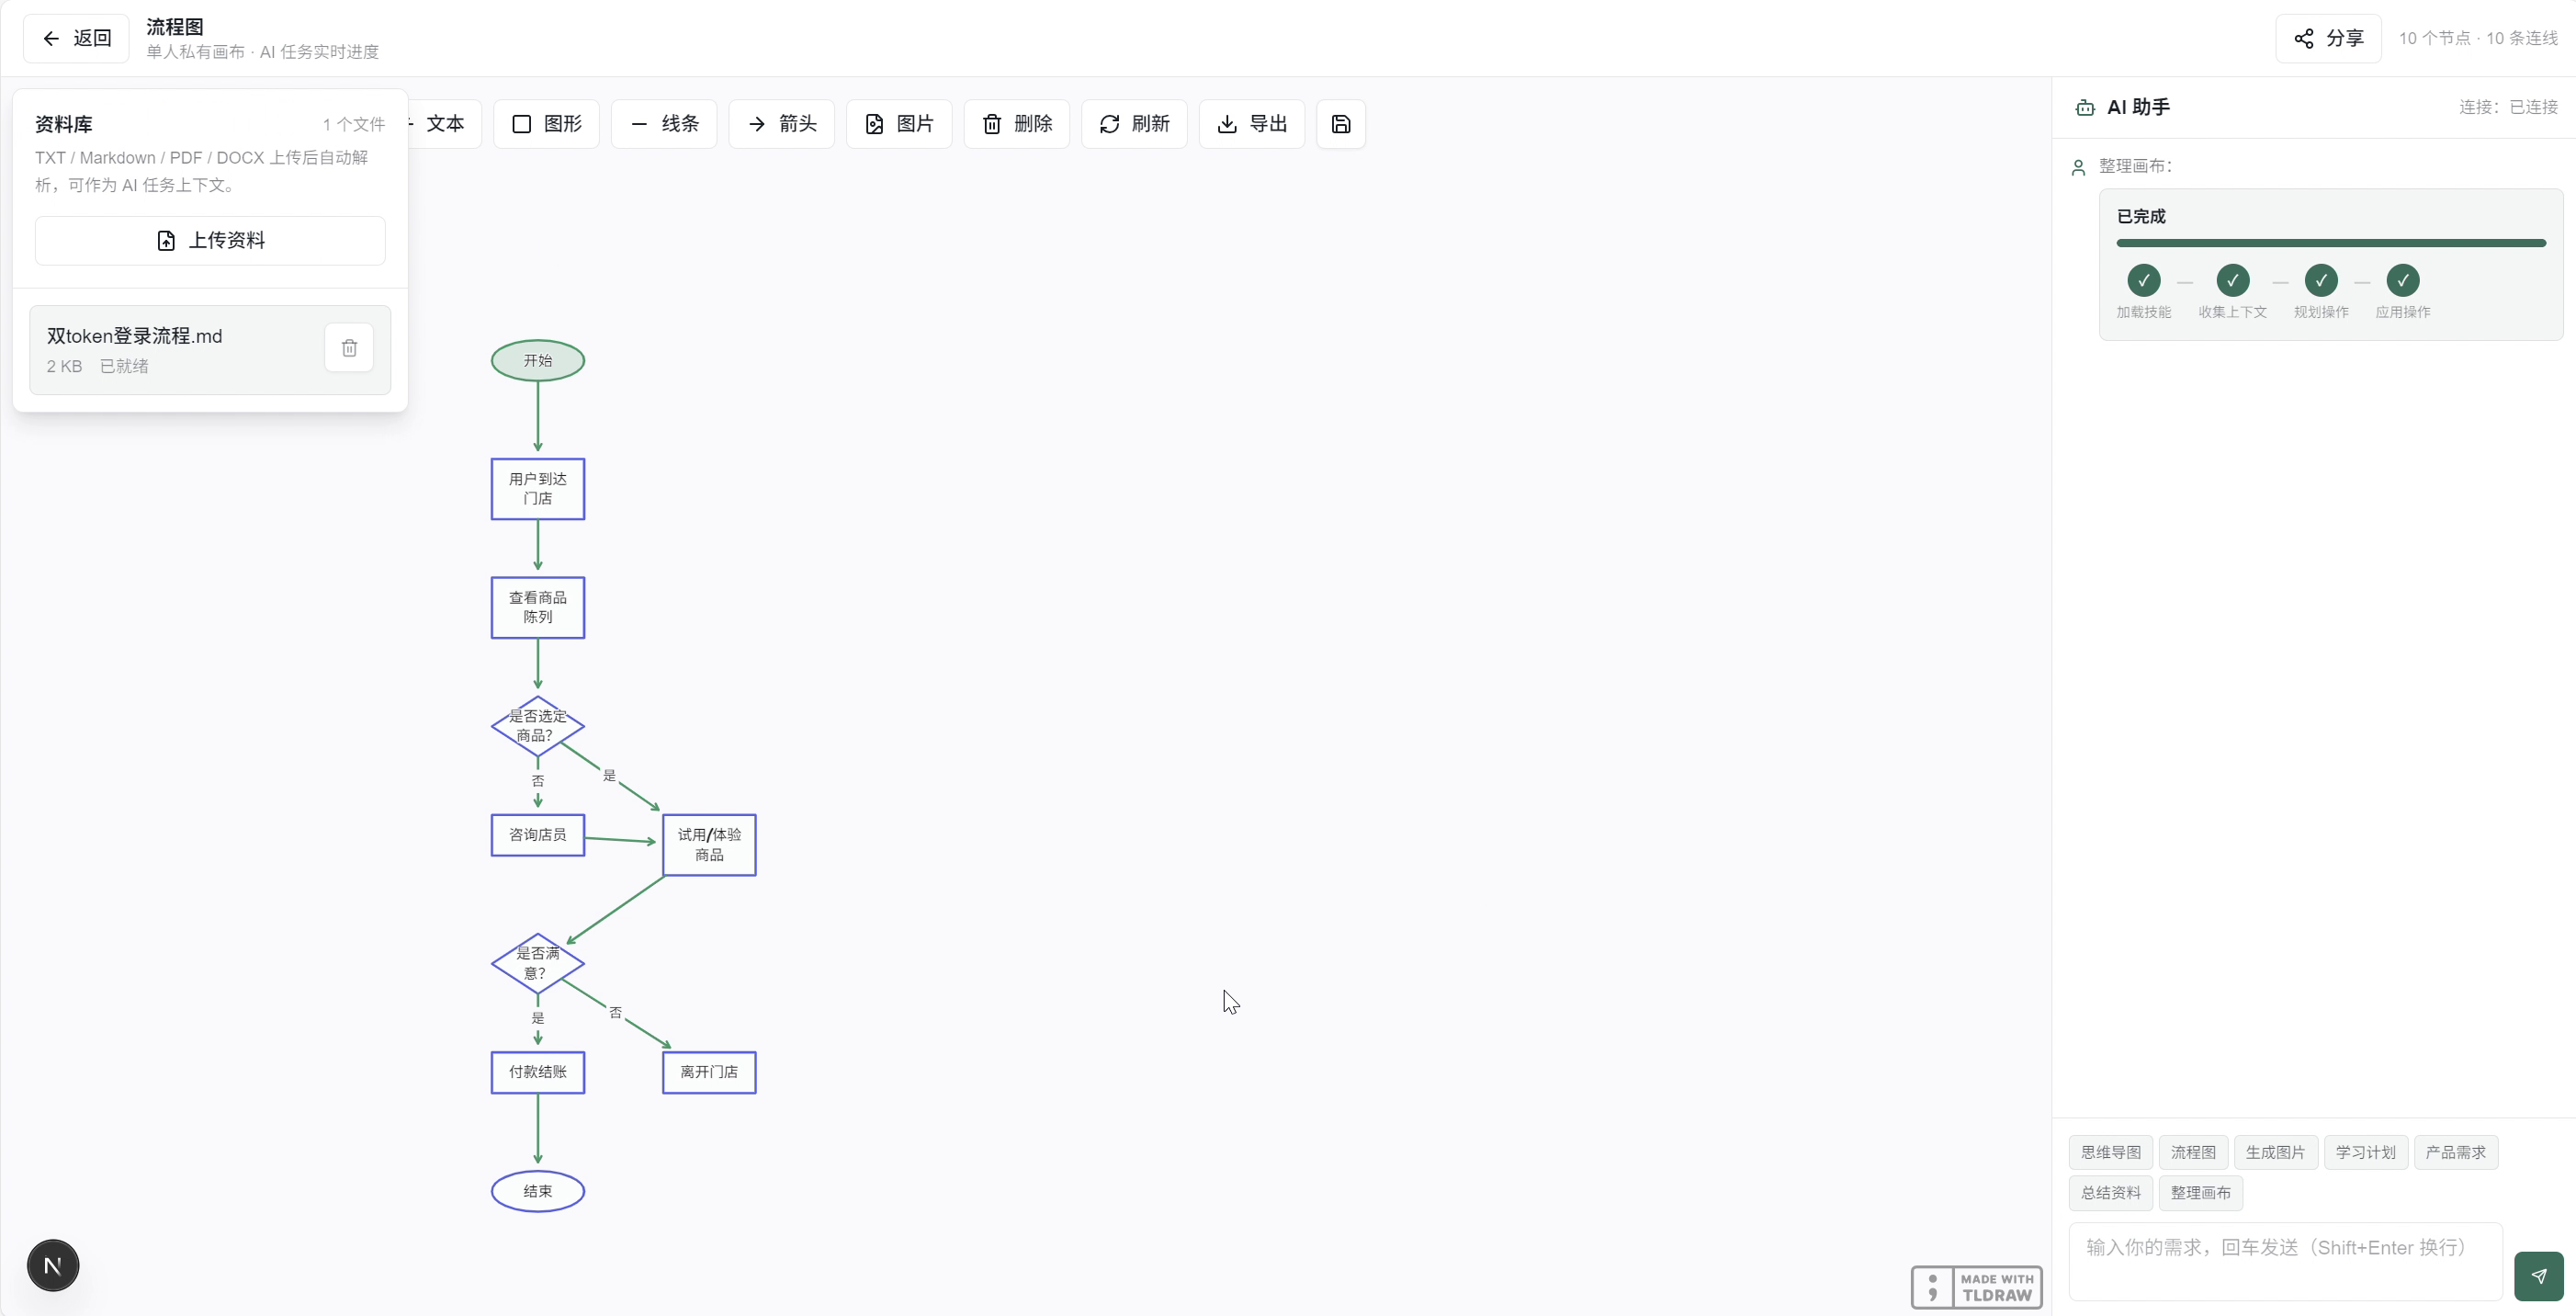 返回
流程图
单人私有画布 · AI 任务实时进度
分享
10 个节点 · 10 条连线
资料库
1 个文件
TXT / Markdown / PDF / DOCX 上传后自动解
析，可作为 AI 任务上下文。
上传资料
双token登录流程.md
2 KB 已就绪
文本
图形
线条
箭头
图片
删除
刷新
导出
开始
用户到达
门店
查看商品
陈列
是否选定
商品?
否
是
咨询店员
试用/体验
商品
是否满
意?
是
否
付款结账
离开门店
结束
N
MADE WITH
TLDRAW
AI 助手
连接：已连接
整理画布：
已完成
加载技能
收集上下文
规划操作
应用操作
思维导图
流程图
生成图片
学习计划
产品需求
总结资料
整理画布
输入你的需求，回车发送（Shift+Enter 换行）